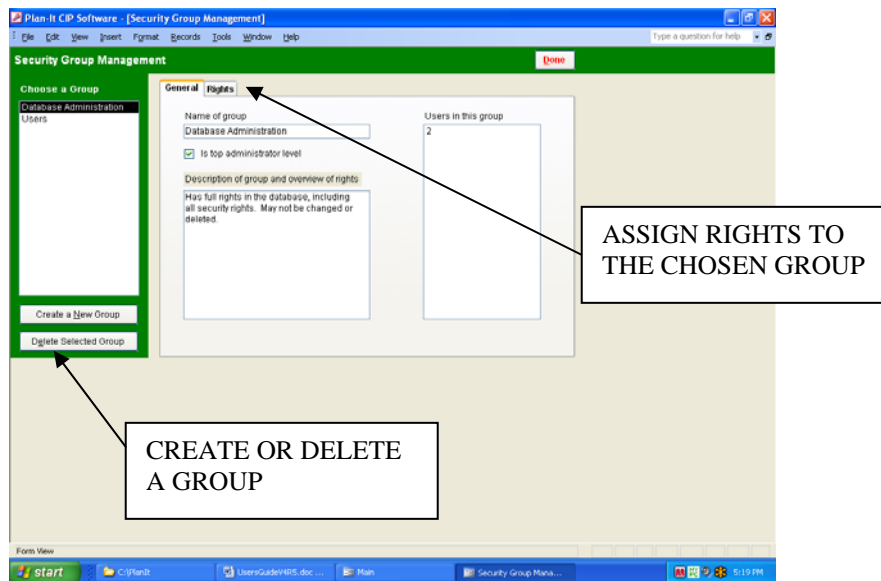 Plan-It CIP Software - [Security Group Management]
File Edit View Insert Format Records Tools Window Help
Type a question for help
Security Group Management
Done
Choose a Group
Database Administration
Users
General Rights
Name of group
Database Administration
Is top administrator level
Description of group and overview of rights
Has full rights in the database, including
all security rights. May not be changed or
deleted.
Users in this group
2
ASSIGN RIGHTS TO
THE CHOSEN GROUP
Create a New Group
Delete Selected Group
CREATE OR DELETE
A GROUP
Form View
start
C:\PlanIt
UsersGuideV4R5.doc ...
Main
Security Group Mana...
5:19 PM